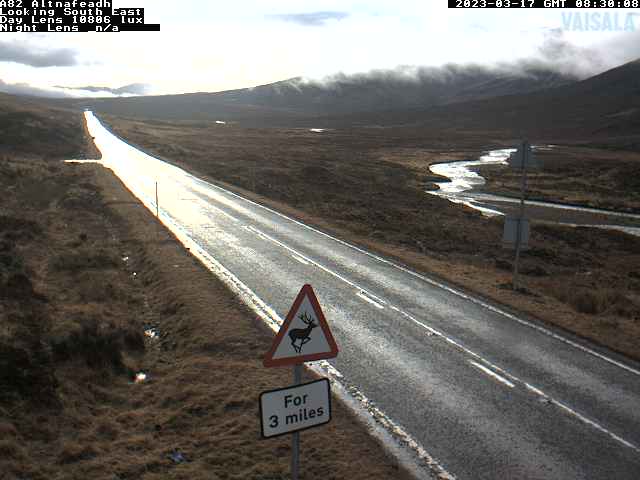 A82 Altnafeadh
Looking South East
Day Lens 10806 lux
Night Lens  n/a
2023-03-17 GMT 08:30:08
VAISALA
For
3 miles